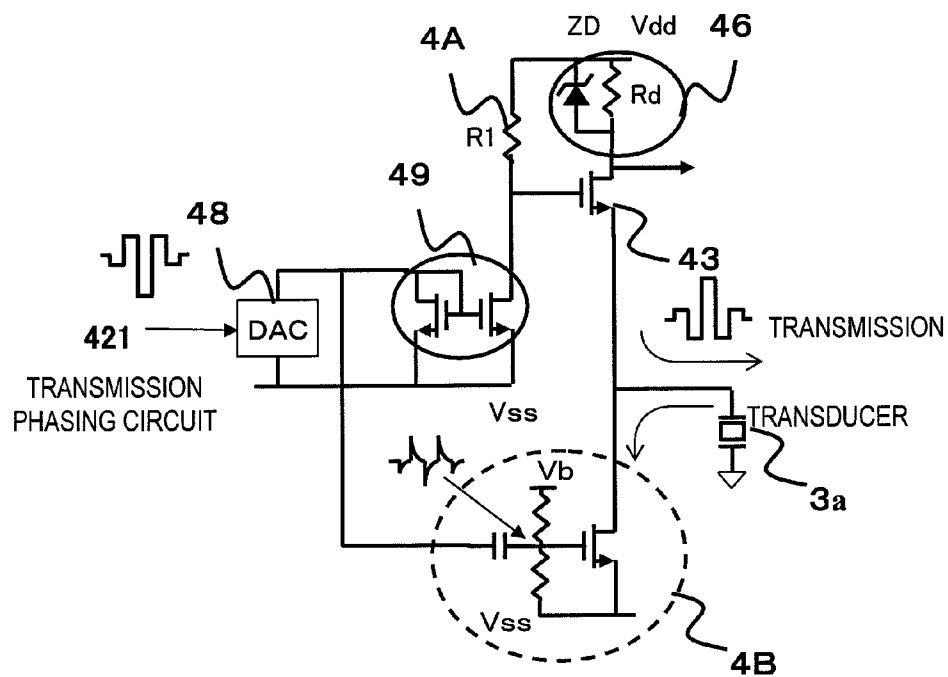 ZD Vdd
46
4A
Rd
R1
49
48
43
DAC
421
TRANSMISSION
TRANSMISSION
PHASING CIRCUIT
Vss
TRANSDUCER
Vb
3a
Vss
4B